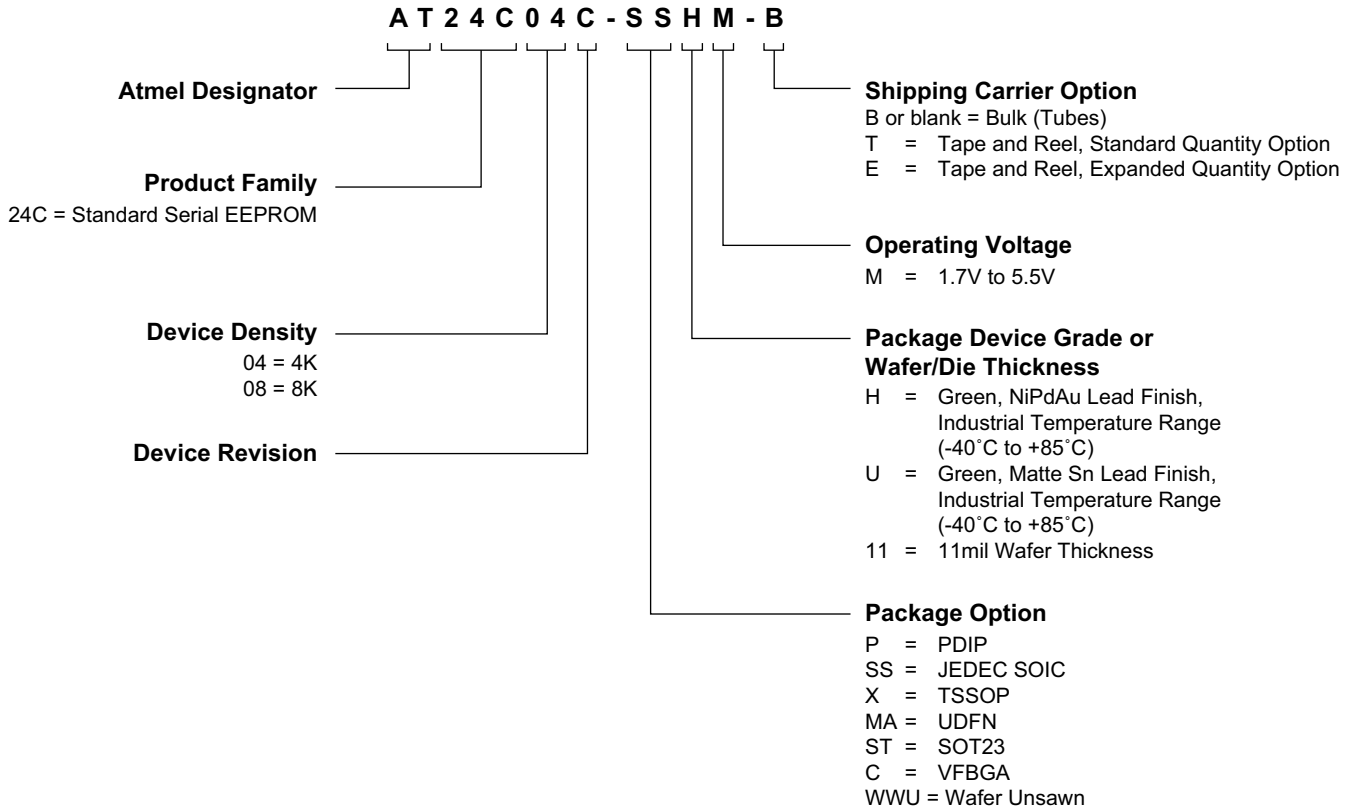 AT24C04C-SSHM-B
Atmel Designator
Product Family
24C = Standard Serial EEPROM
Device Density
04 = 4K
08 = 8K
Device Revision
Shipping Carrier Option
B or blank = Bulk (Tubes)
T = Tape and Reel, Standard Quantity Option
E = Tape and Reel, Expanded Quantity Option
Operating Voltage
M = 1.7V to 5.5V
Package Device Grade or
Wafer/Die Thickness
H = Green, NiPdAu Lead Finish,
Industrial Temperature Range
(-40˚C to +85˚C)
U = Green, Matte Sn Lead Finish,
Industrial Temperature Range
(-40˚C to +85˚C)
11 = 11mil Wafer Thickness
Package Option
P = PDIP
SS = JEDEC SOIC
X = TSSOP
MA = UDFN
ST = SOT23
C = VFBGA
WWU = Wafer Unsawn